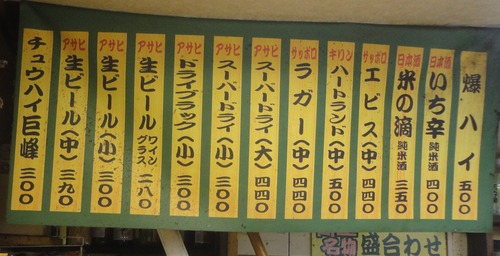 爆ハイ 五〇〇
日本酒 いち辛 純米酒 四〇〇
日本酒 米の滴 純米酒 三五〇
サッポロ ヱビス(中) 四四〇
キリン ハートランド(中) 五〇〇
サッポロ ラガー(中) 四四〇
アサヒ スーパードライ(大) 四四〇
アサヒ スーパードライ(小) 三〇〇
アサヒ ドライブラック(小) 三〇〇
アサヒ 生ビール ワイングラス 二八〇
アサヒ 生ビール(小) 三〇〇
アサヒ 生ビール(中) 三九〇
チュウハイ巨峰 三〇〇
名物 盛合わせ